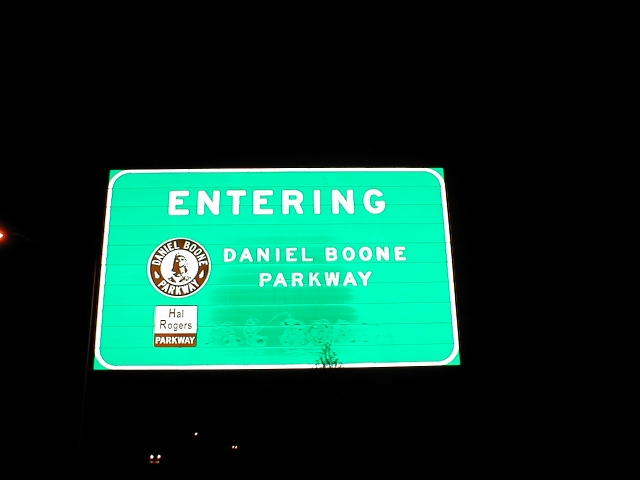 ENTERING
DANIEL BOONE
PARKWAY
DANIEL BOONE
PARKWAY
Hal
Rogers
PARKWAY